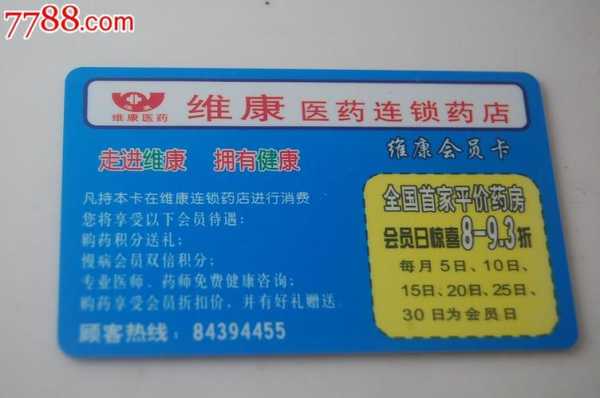 7788.com
维康医药
维康 医药连锁药店
走进维康 拥有健康
维康会员卡
凡持本卡在维康连锁药店进行消费
您将享受以下会员待遇:
购药积分送礼;
慢病会员双倍积分;
专业医师、药师免费健康咨询;
购药享受会员折扣价,并有好礼赠送
顾客热线: 84394455
全国首家平价药房
会员日惊喜8-9.3折
每月5日、10日、
15日、20日、25日、
30日为会员日